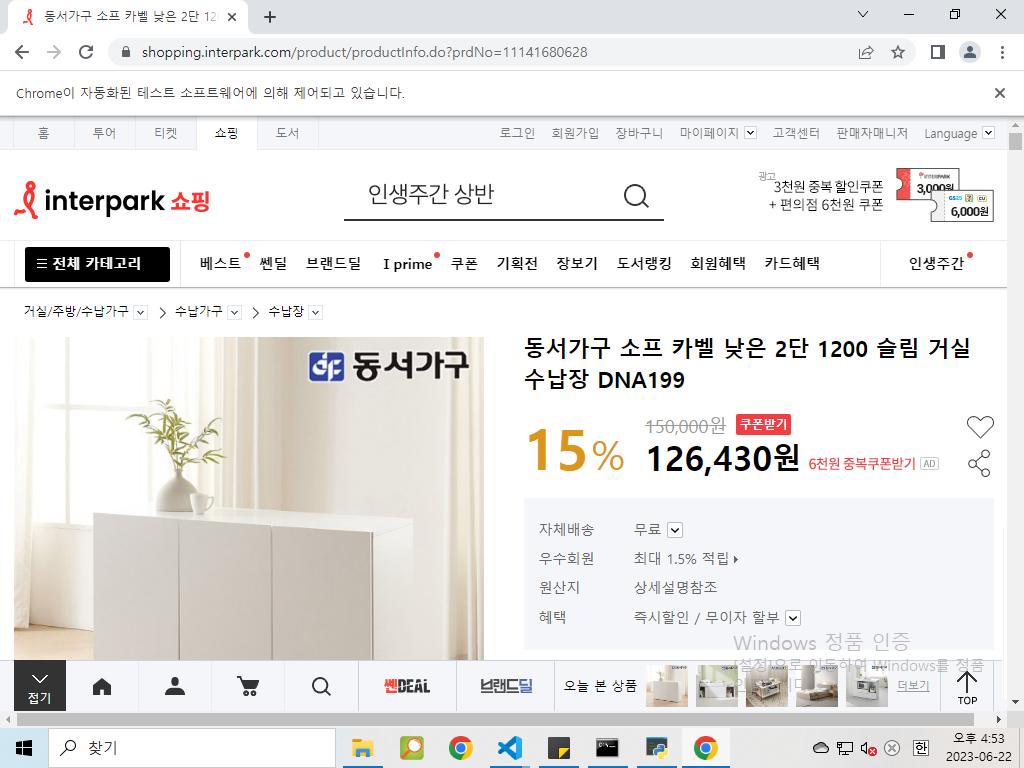 동서가구 소프 카벨 낮은 2단 12
shopping.interpark.com/product/productInfo.do?prdNo=11141680628
Chrome이 자동화된 테스트 소프트웨어에 의해 제어되고 있습니다.
홈 투어 티켓 쇼핑 도서 로그인 회원가입 장바구니 마이페이지 고객센터 판매자매니저 Language
interpark 쇼핑
인생주간 상반
광고
3천원 중복 할인쿠폰
+ 편의점 6천원 쿠폰
INTERPARK
3,000원
GS25 CU
6,000원
전체 카테고리 베스트 쎈딜 브랜드딜 I prime 쿠폰 기획전 장보기 도서랭킹 회원혜택 카드혜택 인생주간
거실/주방/수납가구 수납가구 수납장
동서가구
동서가구 소프 카벨 낮은 2단 1200 슬림 거실
수납장 DNA199
15%
150,000원 쿠폰받기
126,430원 6천원 중복쿠폰받기 AD
자체배송 무료
우수회원 최대 1.5% 적립
원산지 상세설명참조
혜택 즉시할인 / 무이자 할부
Windows 정품 인증
[설정]으로 이동하여 Windows를 정품
접기
쎈DEAL
브랜드딜
오늘 본 상품
더보기
TOP
찾기
한
오후 4:53
2023-06-22